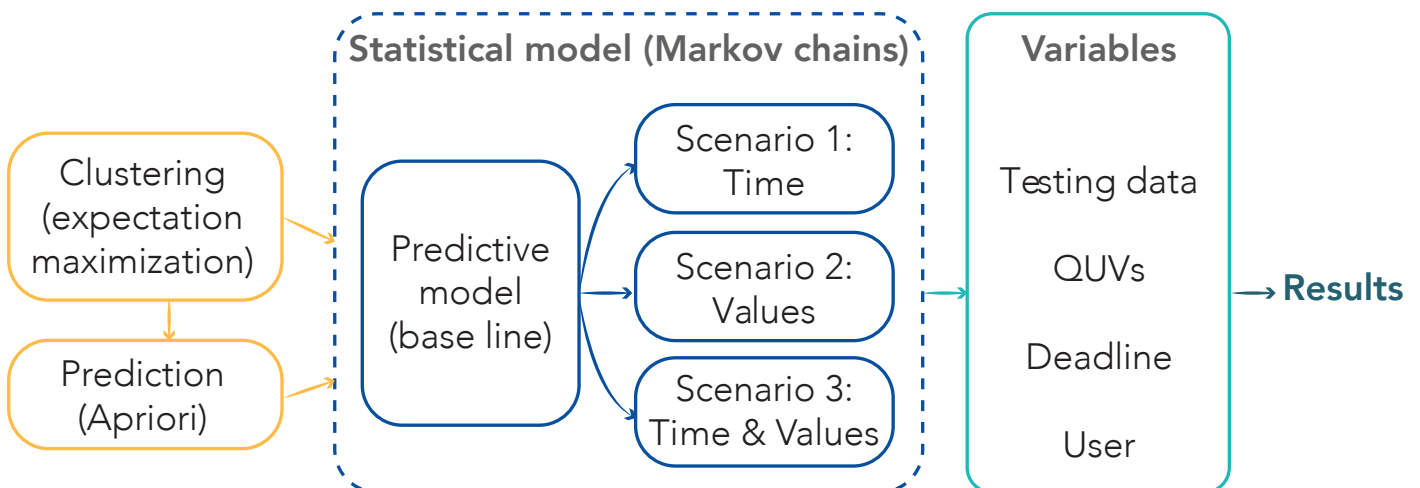 Statistical model (Markov chains)
Variables
Clustering
(expectation
maximization)
Prediction
(Apriori)
Predictive
model
(base line)
Scenario 1:
Time
Scenario 2:
Values
Scenario 3:
Time & Values
Testing data
QUVs
Deadline
User
Results